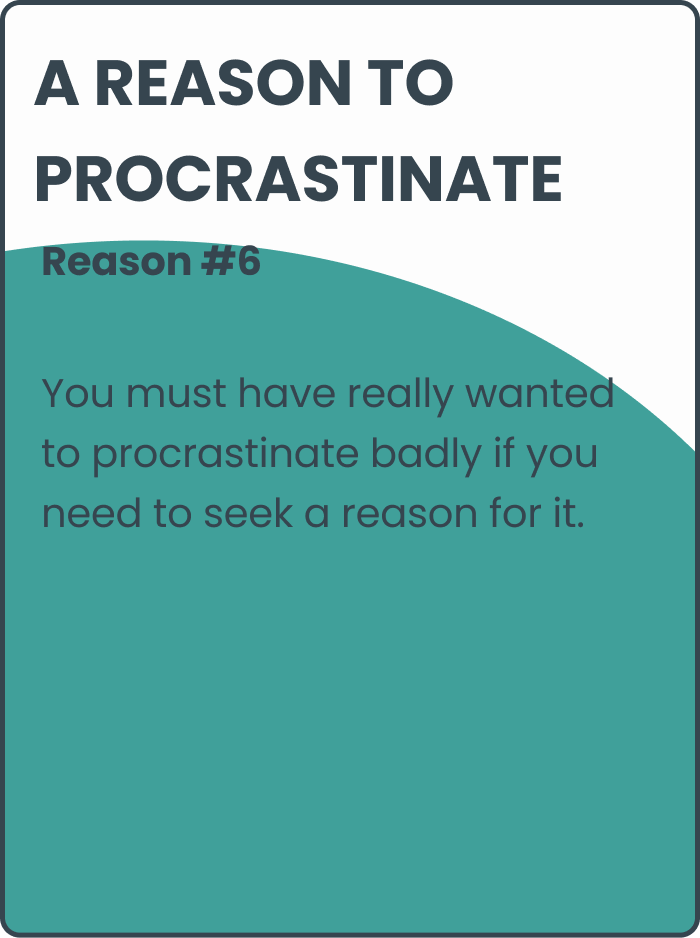 A REASON TO
PROCRASTINATE
Reason #6
You must have really wanted
to procrastinate badly if you
need to seek a reason for it.